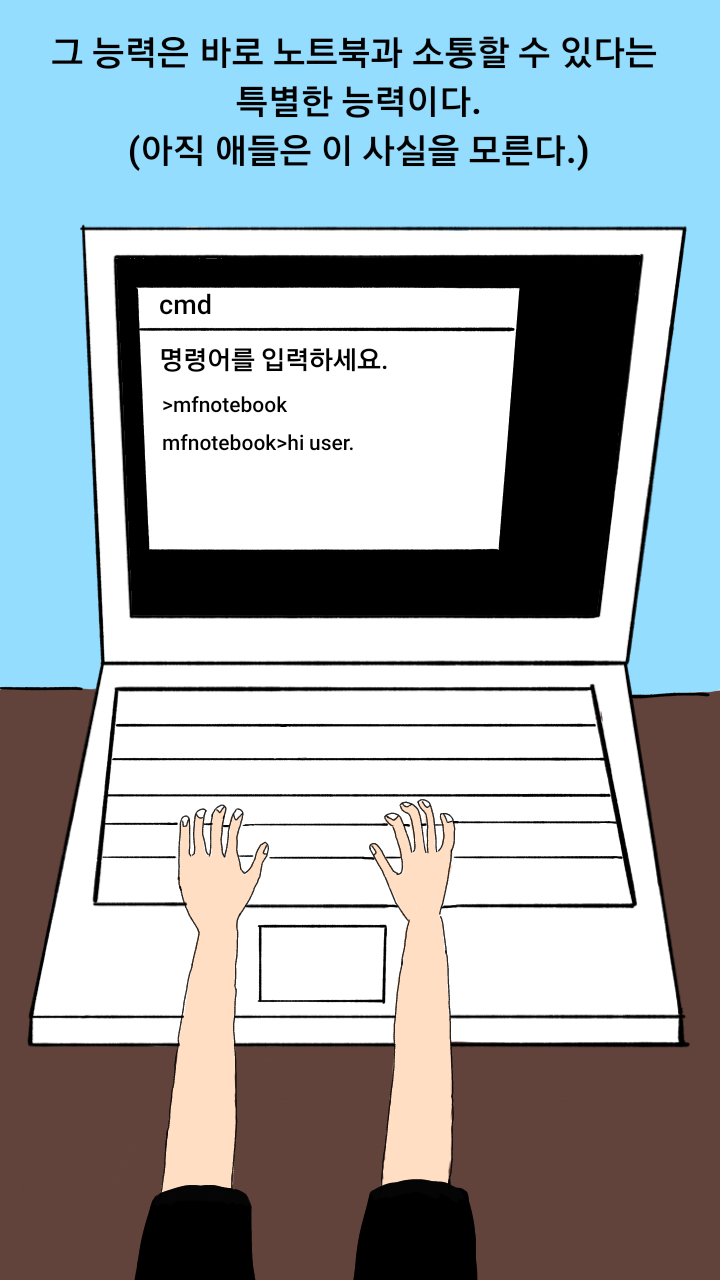 그 능력은 바로 노트북과 소통할 수 있다는
특별한 능력이다.
(아직 애들은 이 사실을 모른다.)
cmd
명령어를 입력하세요.
>mfnotebook
mfnotebook>hi user.